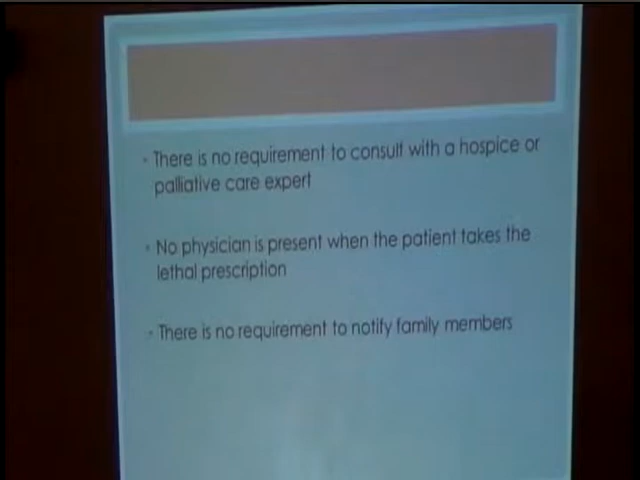 • There is no requirement to consult with a hospice or
palliative care expert
• No physician is present when the patient takes the
lethal prescription
• There is no requirement to notify family members